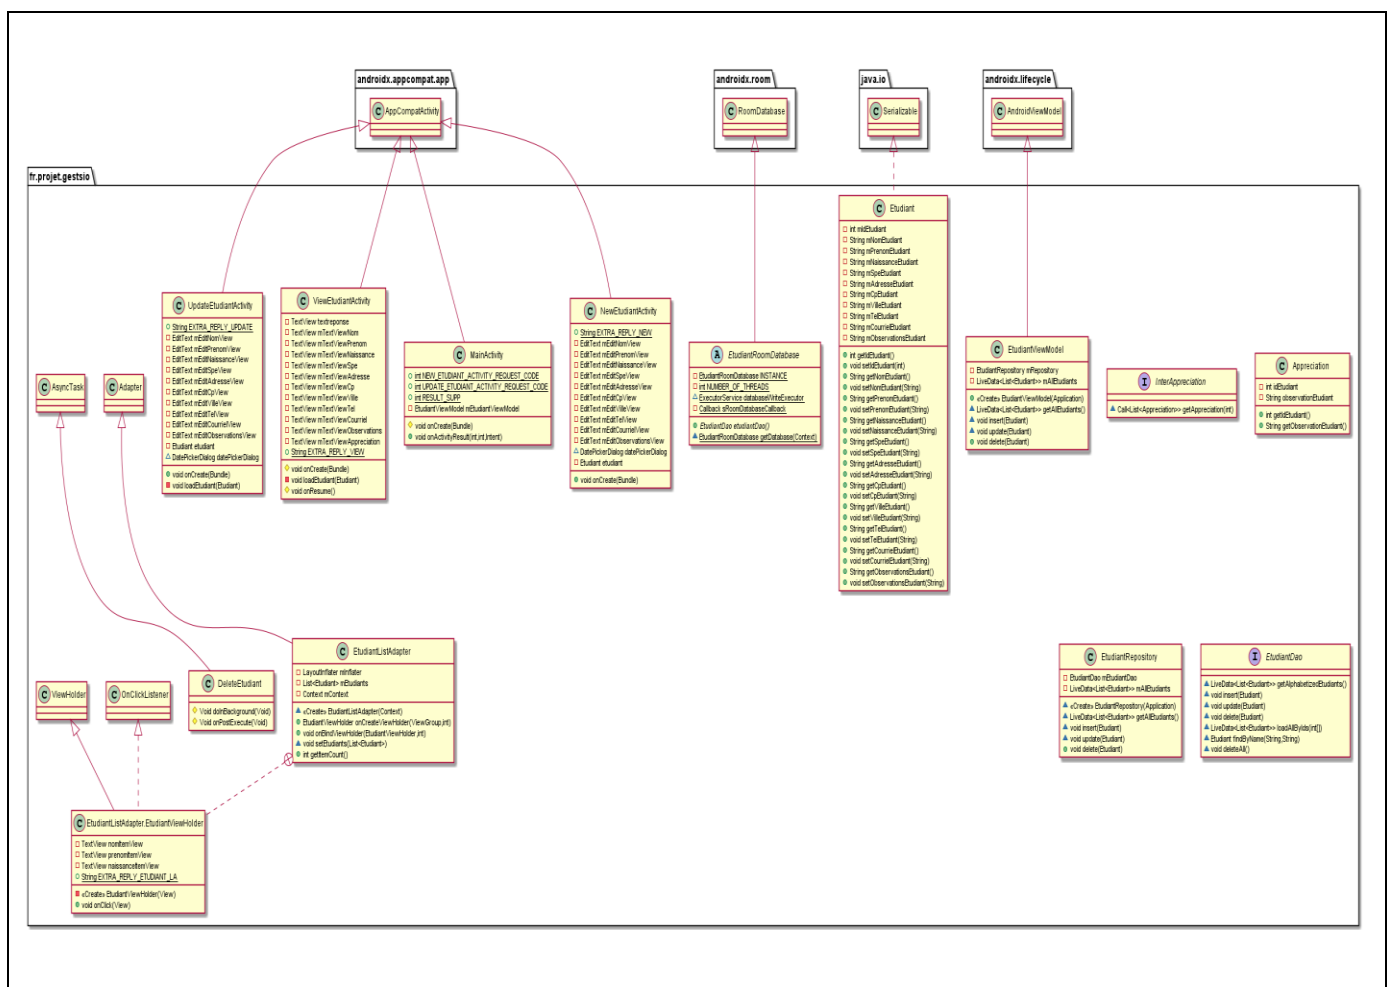 androidx.appcompat.app
C AppCompatActivity
androidx.room
C RoomDatabase
java.io
C Serializable
androidx.lifecycle
C AndroidViewModel
fr.projet.gestsio
C UpdateEtudiantActivity
String EXTRA_REPLY_UPDATE
EditText mEditNomView
EditText mEditPrenomView
EditText mEditNaissanceView
EditText mEditSpeView
EditText mEditAdresseView
EditText mEditCpView
EditText mEditVilleView
EditText mEditTelView
EditText mEditCourrielView
EditText mEditObservationsView
Etudiant etudiant
DatePickerDialog datePickerDialog
void onCreate(Bundle)
void loadEtudiant(Etudiant)
C ViewEtudiantActivity
TextView textreponse
TextView mTextViewNom
TextView mTextViewPrenom
TextView mTextViewNaissance
TextView mTextViewSpe
TextView mTextViewAdresse
TextView mTextViewCp
TextView mTextViewVille
TextView mTextViewTel
TextView mTextViewCourriel
TextView mTextViewObservations
TextView mTextViewAppreciation
String EXTRA_REPLY_VIEW
void onCreate(Bundle)
void loadEtudiant(Etudiant)
void onResume()
C MainActivity
int NEW_ETUDIANT_ACTIVITY_REQUEST_CODE
int UPDATE_ETUDIANT_ACTIVITY_REQUEST_CODE
int RESULT_SUPP
EtudiantViewModel mEtudiantViewModel
void onCreate(Bundle)
void onActivityResult(int,int,Intent)
C NewEtudiantActivity
String EXTRA_REPLY_NEW
EditText mEditNomView
EditText mEditPrenomView
EditText mEditNaissanceView
EditText mEditSpeView
EditText mEditAdresseView
EditText mEditCpView
EditText mEditVilleView
EditText mEditTelView
EditText mEditCourrielView
EditText mEditObservationsView
DatePickerDialog datePickerDialog
Etudiant etudiant
void onCreate(Bundle)
A EtudiantRoomDatabase
EtudiantRoomDatabase INSTANCE
int NUMBER_OF_THREADS
ExecutorService databaseWriteExecutor
Callback sRoomDatabaseCallback
EtudiantDao etudiantDao()
EtudiantRoomDatabase getDatabase(Context)
C Etudiant
int midEtudiant
String mNomEtudiant
String mPrenomEtudiant
String mNaissanceEtudiant
String mSpeEtudiant
String mAdresseEtudiant
String mCpEtudiant
String mVilleEtudiant
String mTelEtudiant
String mCourrielEtudiant
String mObservationsEtudiant
int getIdEtudiant()
void setIdEtudiant(int)
String getNomEtudiant()
void setNomEtudiant(String)
String getPrenomEtudiant()
void setPrenomEtudiant(String)
String getNaissanceEtudiant()
void setNaissanceEtudiant(String)
String getSpeEtudiant()
void setSpeEtudiant(String)
String getAdresseEtudiant()
void setAdresseEtudiant(String)
String getCpEtudiant()
void setCpEtudiant(String)
String getVilleEtudiant()
void setVilleEtudiant(String)
String getTelEtudiant()
void setTelEtudiant(String)
String getCourrielEtudiant()
void setCourrielEtudiant(String)
String getObservationsEtudiant()
void setObservationsEtudiant(String)
C EtudiantViewModel
EtudiantRepository mRepository
LiveData<List<Etudiant>> mAllEtudiants
«Create» EtudiantViewModel(Application)
LiveData<List<Etudiant>> getAllEtudiants()
void insert(Etudiant)
void update(Etudiant)
void delete(Etudiant)
I InterAppreciation
Call<List<Appreciation>> getAppreciation(int)
C Appreciation
int idEtudiant
String observationEtudiant
int getIdEtudiant()
String getObservationEtudiant()
C AsyncTask
C Adapter
C ViewHolder
C OnClickListener
C DeleteEtudiant
Void doInBackground(Void)
Void onPostExecute(Void)
C EtudiantListAdapter
LayoutInflater mInflater
List<Etudiant> mEtudiants
Context mContext
«Create» EtudiantListAdapter(Context)
EtudiantViewHolder onCreateViewHolder(ViewGroup,int)
void onBindViewHolder(EtudiantViewHolder,int)
void setEtudiants(List<Etudiant>)
int getItemCount()
C EtudiantRepository
EtudiantDao mEtudiantDao
LiveData<List<Etudiant>> mAllEtudiants
«Create» EtudiantRepository(Application)
LiveData<List<Etudiant>> getAllEtudiants()
void insert(Etudiant)
void update(Etudiant)
void delete(Etudiant)
I EtudiantDao
LiveData<List<Etudiant>> getAlphabetizedEtudiants()
void insert(Etudiant)
void update(Etudiant)
void delete(Etudiant)
LiveData<List<Etudiant>> loadAllByIds(int[])
Etudiant findByName(String,String)
void deleteAll()
C EtudiantListAdapter.EtudiantViewHolder
TextView nomItemView
TextView prenomItemView
TextView naissanceItemView
String EXTRA_REPLY_ETUDIANT_LA
«Create» EtudiantViewHolder(View)
void onClick(View)